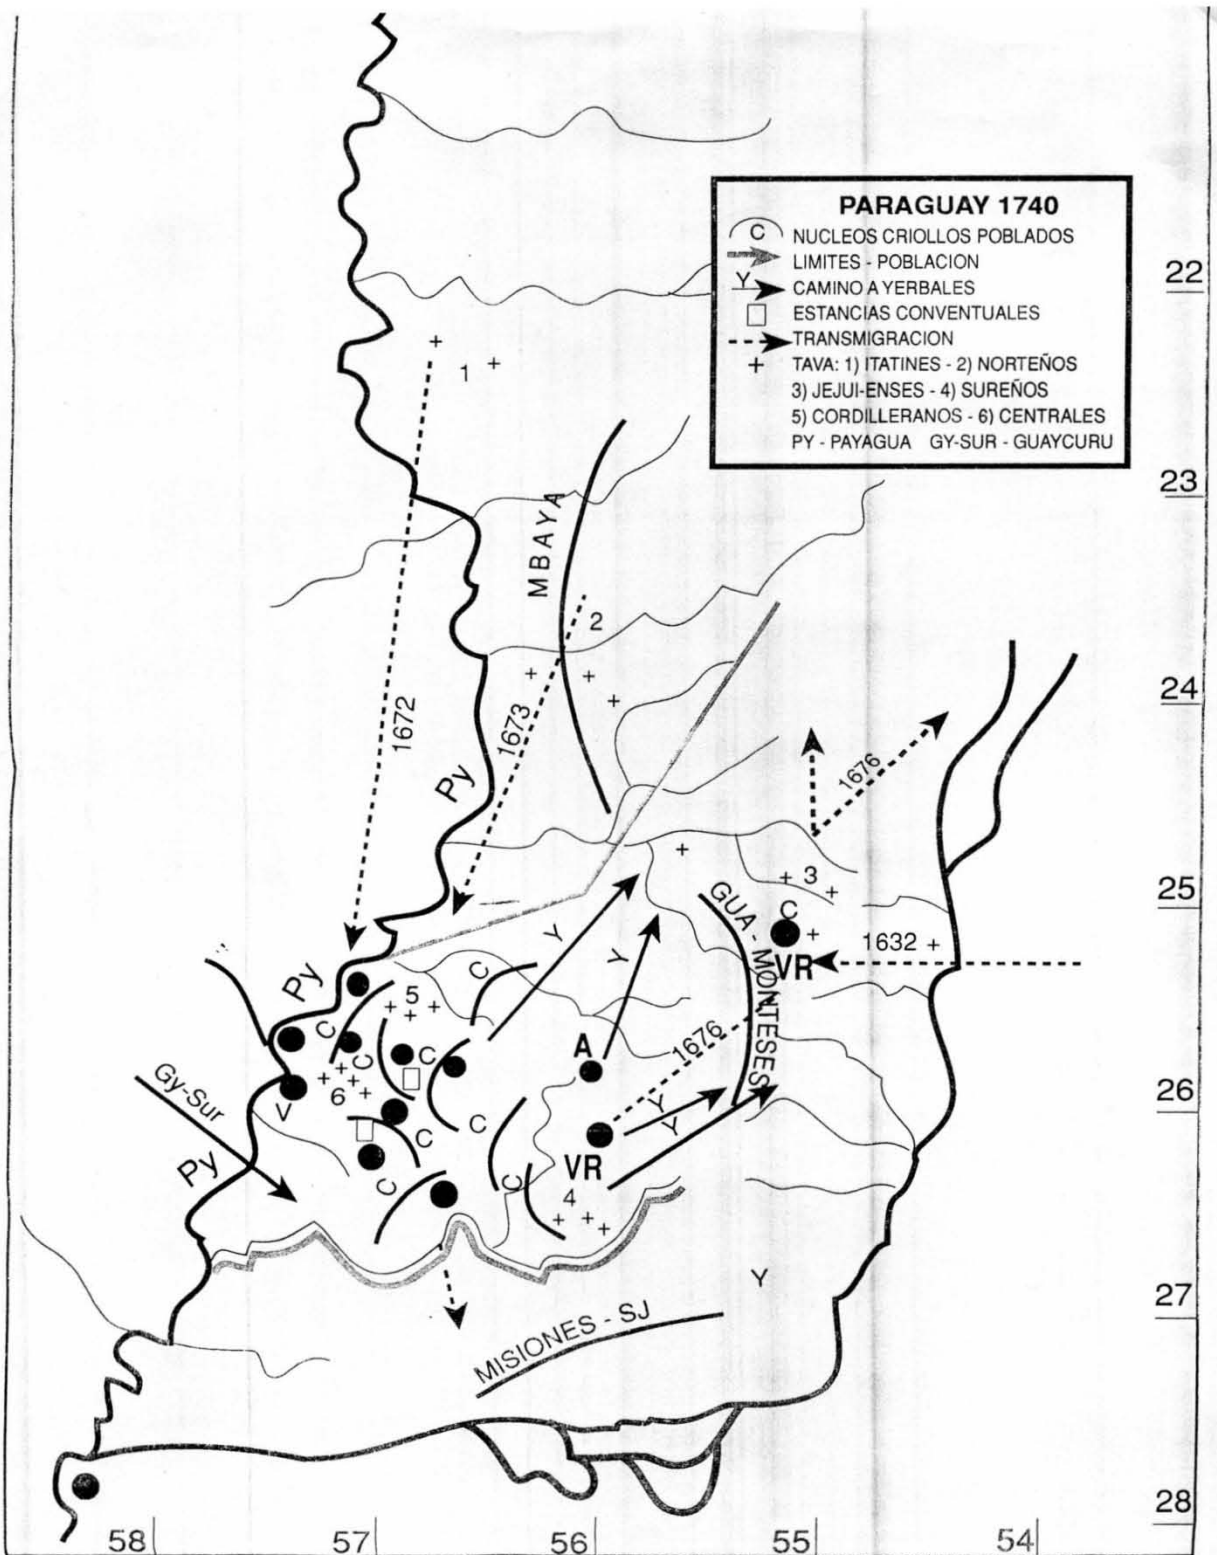 PARAGUAY 1740
C NUCLEOS CRIOLLOS POBLADOS
LIMITES - POBLACION
Y CAMINO A YERBALES
ESTANCIAS CONVENTUALES
TRANSMIGRACION
+ TAVA: 1) ITATINES - 2) NORTEÑOS
3) JEJUI-ENSES - 4) SUREÑOS
5) CORDILLERANOS - 6) CENTRALES
PY - PAYAGUA GY-SUR - GUAYCURU
22
1
23
MBAYA
2
24
1672
1673
Py
1676
3
25
C
GUA - MONTESES
1632 +
VR
Y
Y
Py
C
5
C
1676
A
C
C
6
Gy-Sur
26
V
C
C
Y
Y
VR
Py
C
C
4
Y
27
MISIONES - SJ
28
58
57
56
55
54